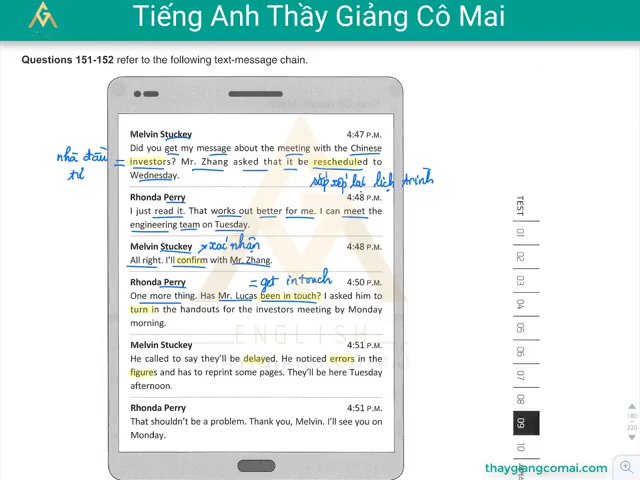 Tiếng Anh Thầy Giảng Cô Mai
Questions 151-152 refer to the following text-message chain.
Melvin Stuckey 4:47 P.M.
Did you get my message about the meeting with the Chinese
investors? Mr. Zhang asked that it be rescheduled to
Wednesday.
nhà đầu
tư
=
sắp xếp lại lịch trình
Rhonda Perry 4:48 P.M.
I just read it. That works out better for me. I can meet the
engineering team on Tuesday.
Melvin Stuckey 4:48 P.M.
xác nhận
All right. I'll confirm with Mr. Zhang.
Rhonda Perry 4:50 P.M.
= get in touch
One more thing. Has Mr. Lucas been in touch? I asked him to
turn in the handouts for the investors meeting by Monday
morning.
Melvin Stuckey 4:51 P.M.
He called to say they'll be delayed. He noticed errors in the
figures and has to reprint some pages. They'll be here Tuesday
afternoon.
Rhonda Perry 4:51 P.M.
That shouldn't be a problem. Thank you, Melvin. I'll see you on
Monday.
ENGLISH
TEST
01
02
03
05
06
07
08
09
10
180
220
thaygiangcomai.com